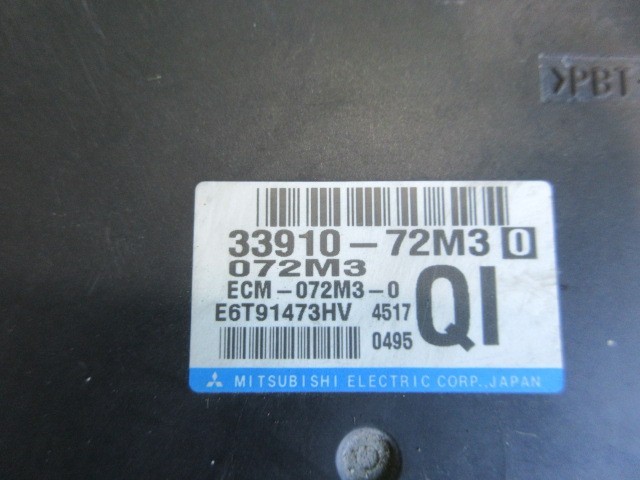 >PBT-
33910-72M3 0
072M3
ECM-072M3-0
E6T91473HV 4517
0495
QI
MITSUBISHI ELECTRIC CORP., JAPAN